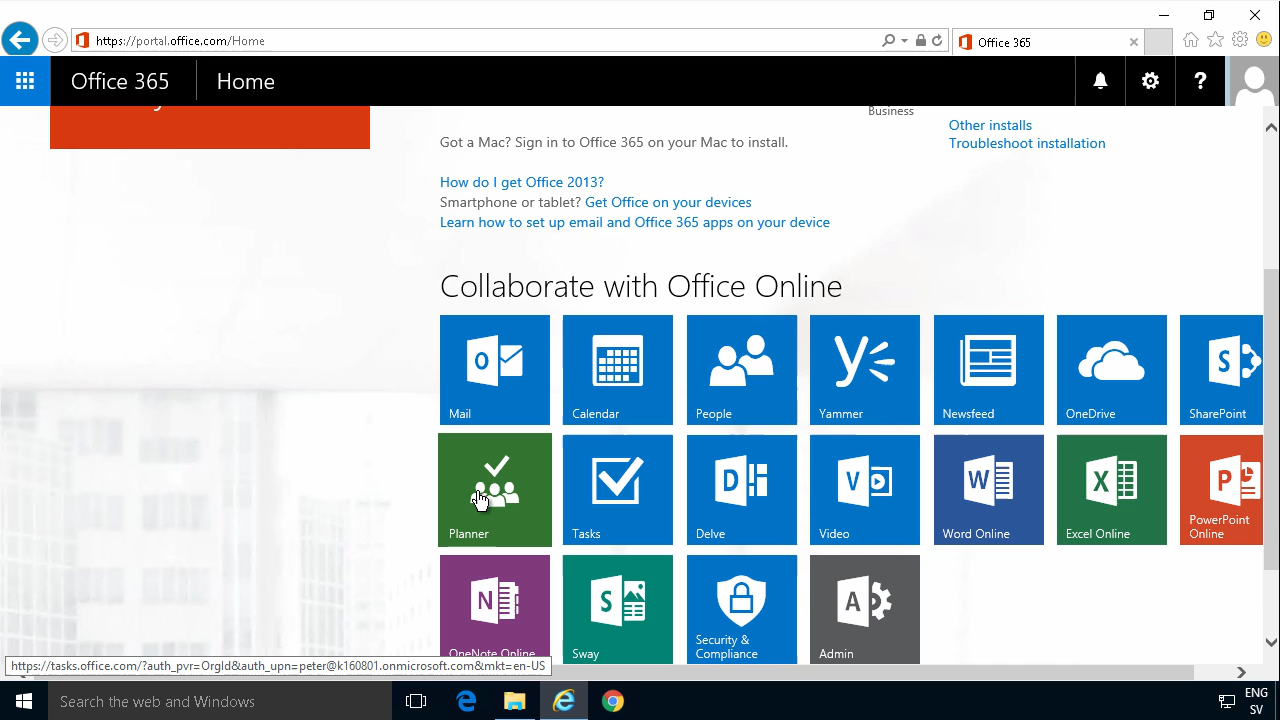 https://portal.office.com/Home
Office 365
Office 365
Home
?
Business
Other installs
Got a Mac? Sign in to Office 365 on your Mac to install.
Troubleshoot installation
How do I get Office 2013?
Smartphone or tablet? Get Office on your devices
Learn how to set up email and Office 365 apps on your device
Collaborate with Office Online
Mail
Calendar
People
Yammer
Newsfeed
OneDrive
SharePoint
Planner
Tasks
Delve
Video
Word Online
Excel Online
PowerPoint
Online
OneNote Online
Sway
Security &
Compliance
Admin
https://tasks.office.com/?auth_pvr=OrgId&auth_upn=peter@k160801.onmicrosoft.com&mkt=en-US
Search the web and Windows
ENG
SV